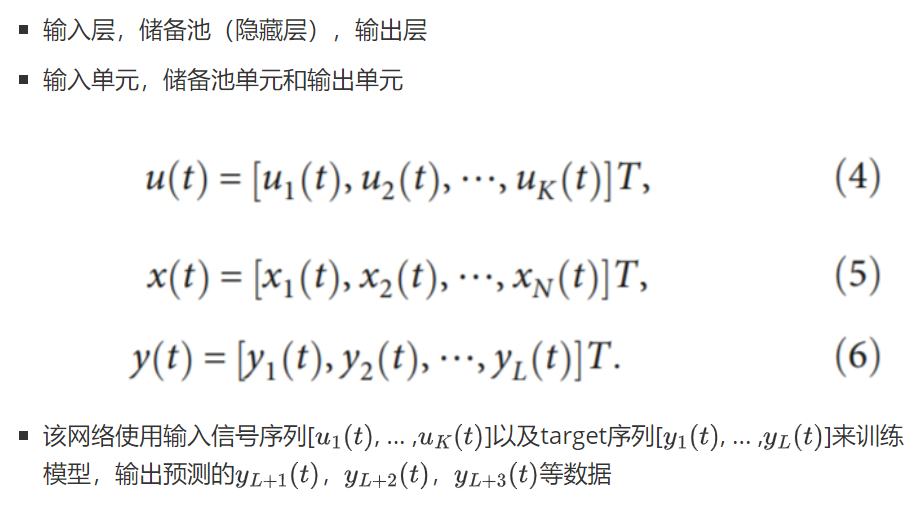 ▪ 输入层，储备池（隐藏层）, 输出层
▪ 输入单元，储备池单元和输出单元
u(t) = [u₁(t), u₂(t), ⋯, u_K(t)]T, (4)
x(t) = [x₁(t), x₂(t), ⋯, x_N(t)]T, (5)
y(t) = [y₁(t), y₂(t), ⋯, y_L(t)]T. (6)
▪ 该网络使用输入信号序列[u₁(t), ... ,u_K(t)]以及target序列[y₁(t), ... ,y_L(t)]来训练
模型，输出预测的y_{L+1}(t)，y_{L+2}(t)，y_{L+3}(t)等数据